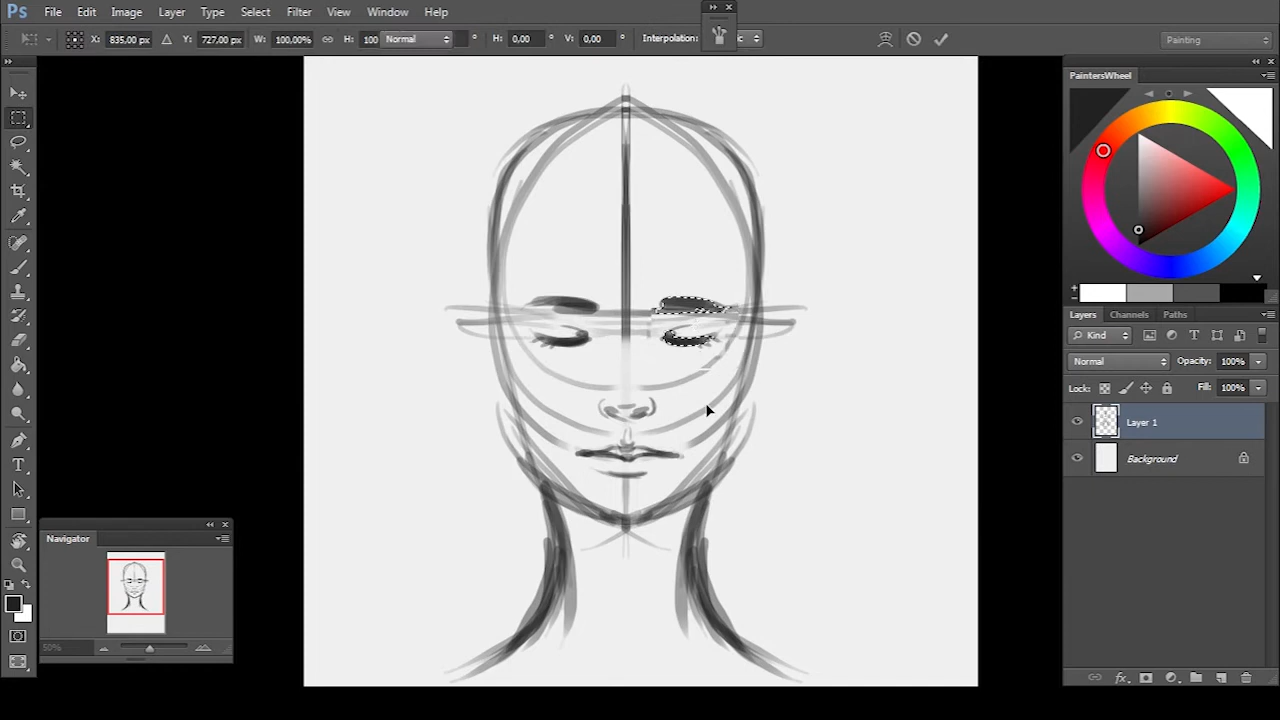 Ps File Edit Image Layer Type Select Filter View Window Help
X: 835,00 px Y: 727,00 px W: 100,00% H: 100 Normal H: 0,00 ° V: 0,00 ° Interpolation: ic Painting
PaintersWheel
Layers Channels Paths
Kind
Normal Opacity: 100%
Lock: Fill: 100%
Layer 1
Background
Navigator
50%